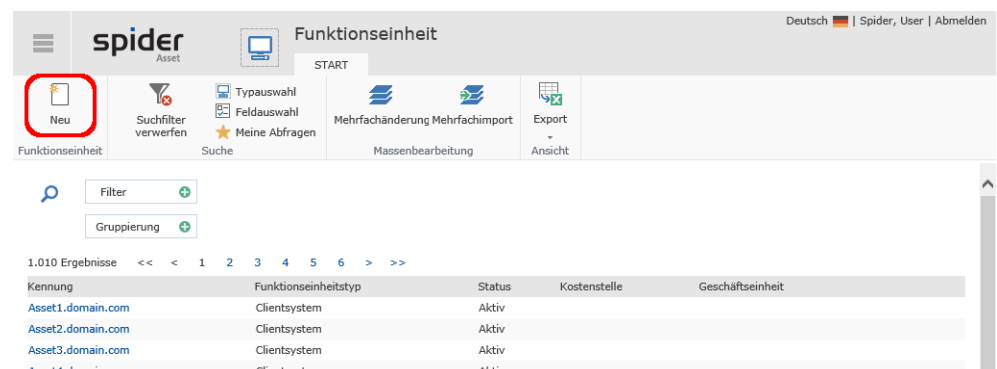 Deutsch | Spider, User | Abmelden
spider
Asset
Funktionseinheit
START
Neu
Suchfilter verwerfen
Typauswahl
Feldauswahl
Meine Abfragen
Mehrfachänderung
Mehrfachimport
Export
Funktionseinheit
Suche
Massenbearbeitung
Ansicht
Filter
Gruppierung
1.010 Ergebnisse << < 1 2 3 4 5 6 > >>
Kennung Funktionseinheitstyp Status Kostenstelle Geschäftseinheit
Asset1.domain.com Clientsystem Aktiv
Asset2.domain.com Clientsystem Aktiv
Asset3.domain.com Clientsystem Aktiv